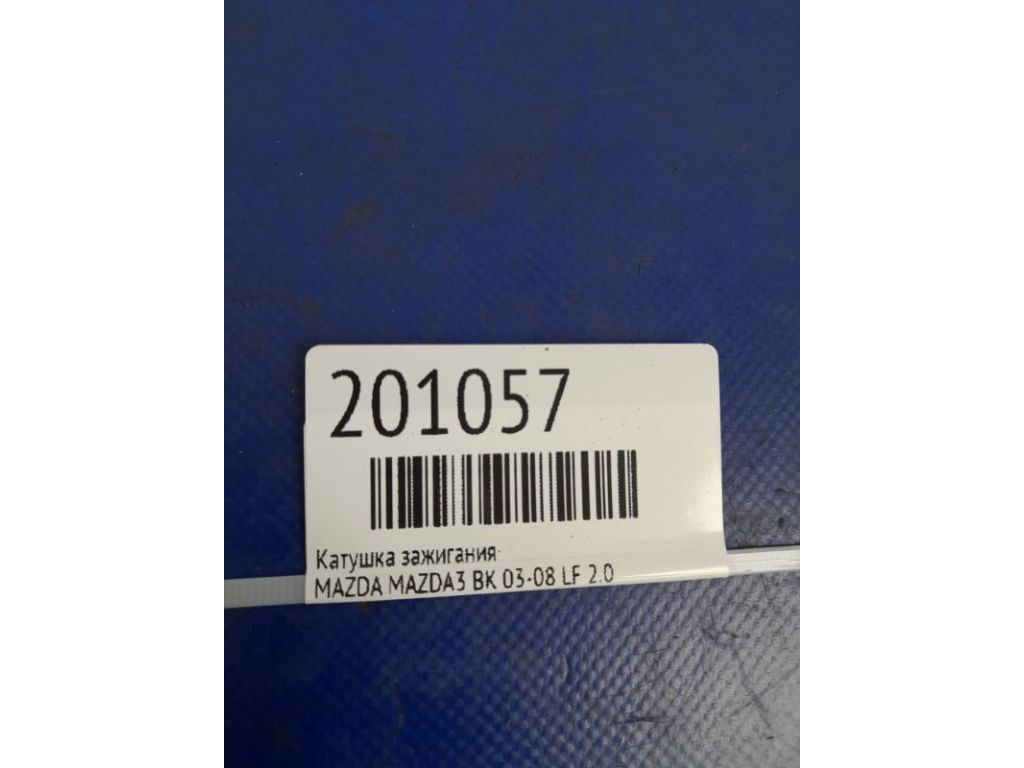 201057
Катушка зажигания
MAZDA MAZDA3 BK 03-08 LF 2.0